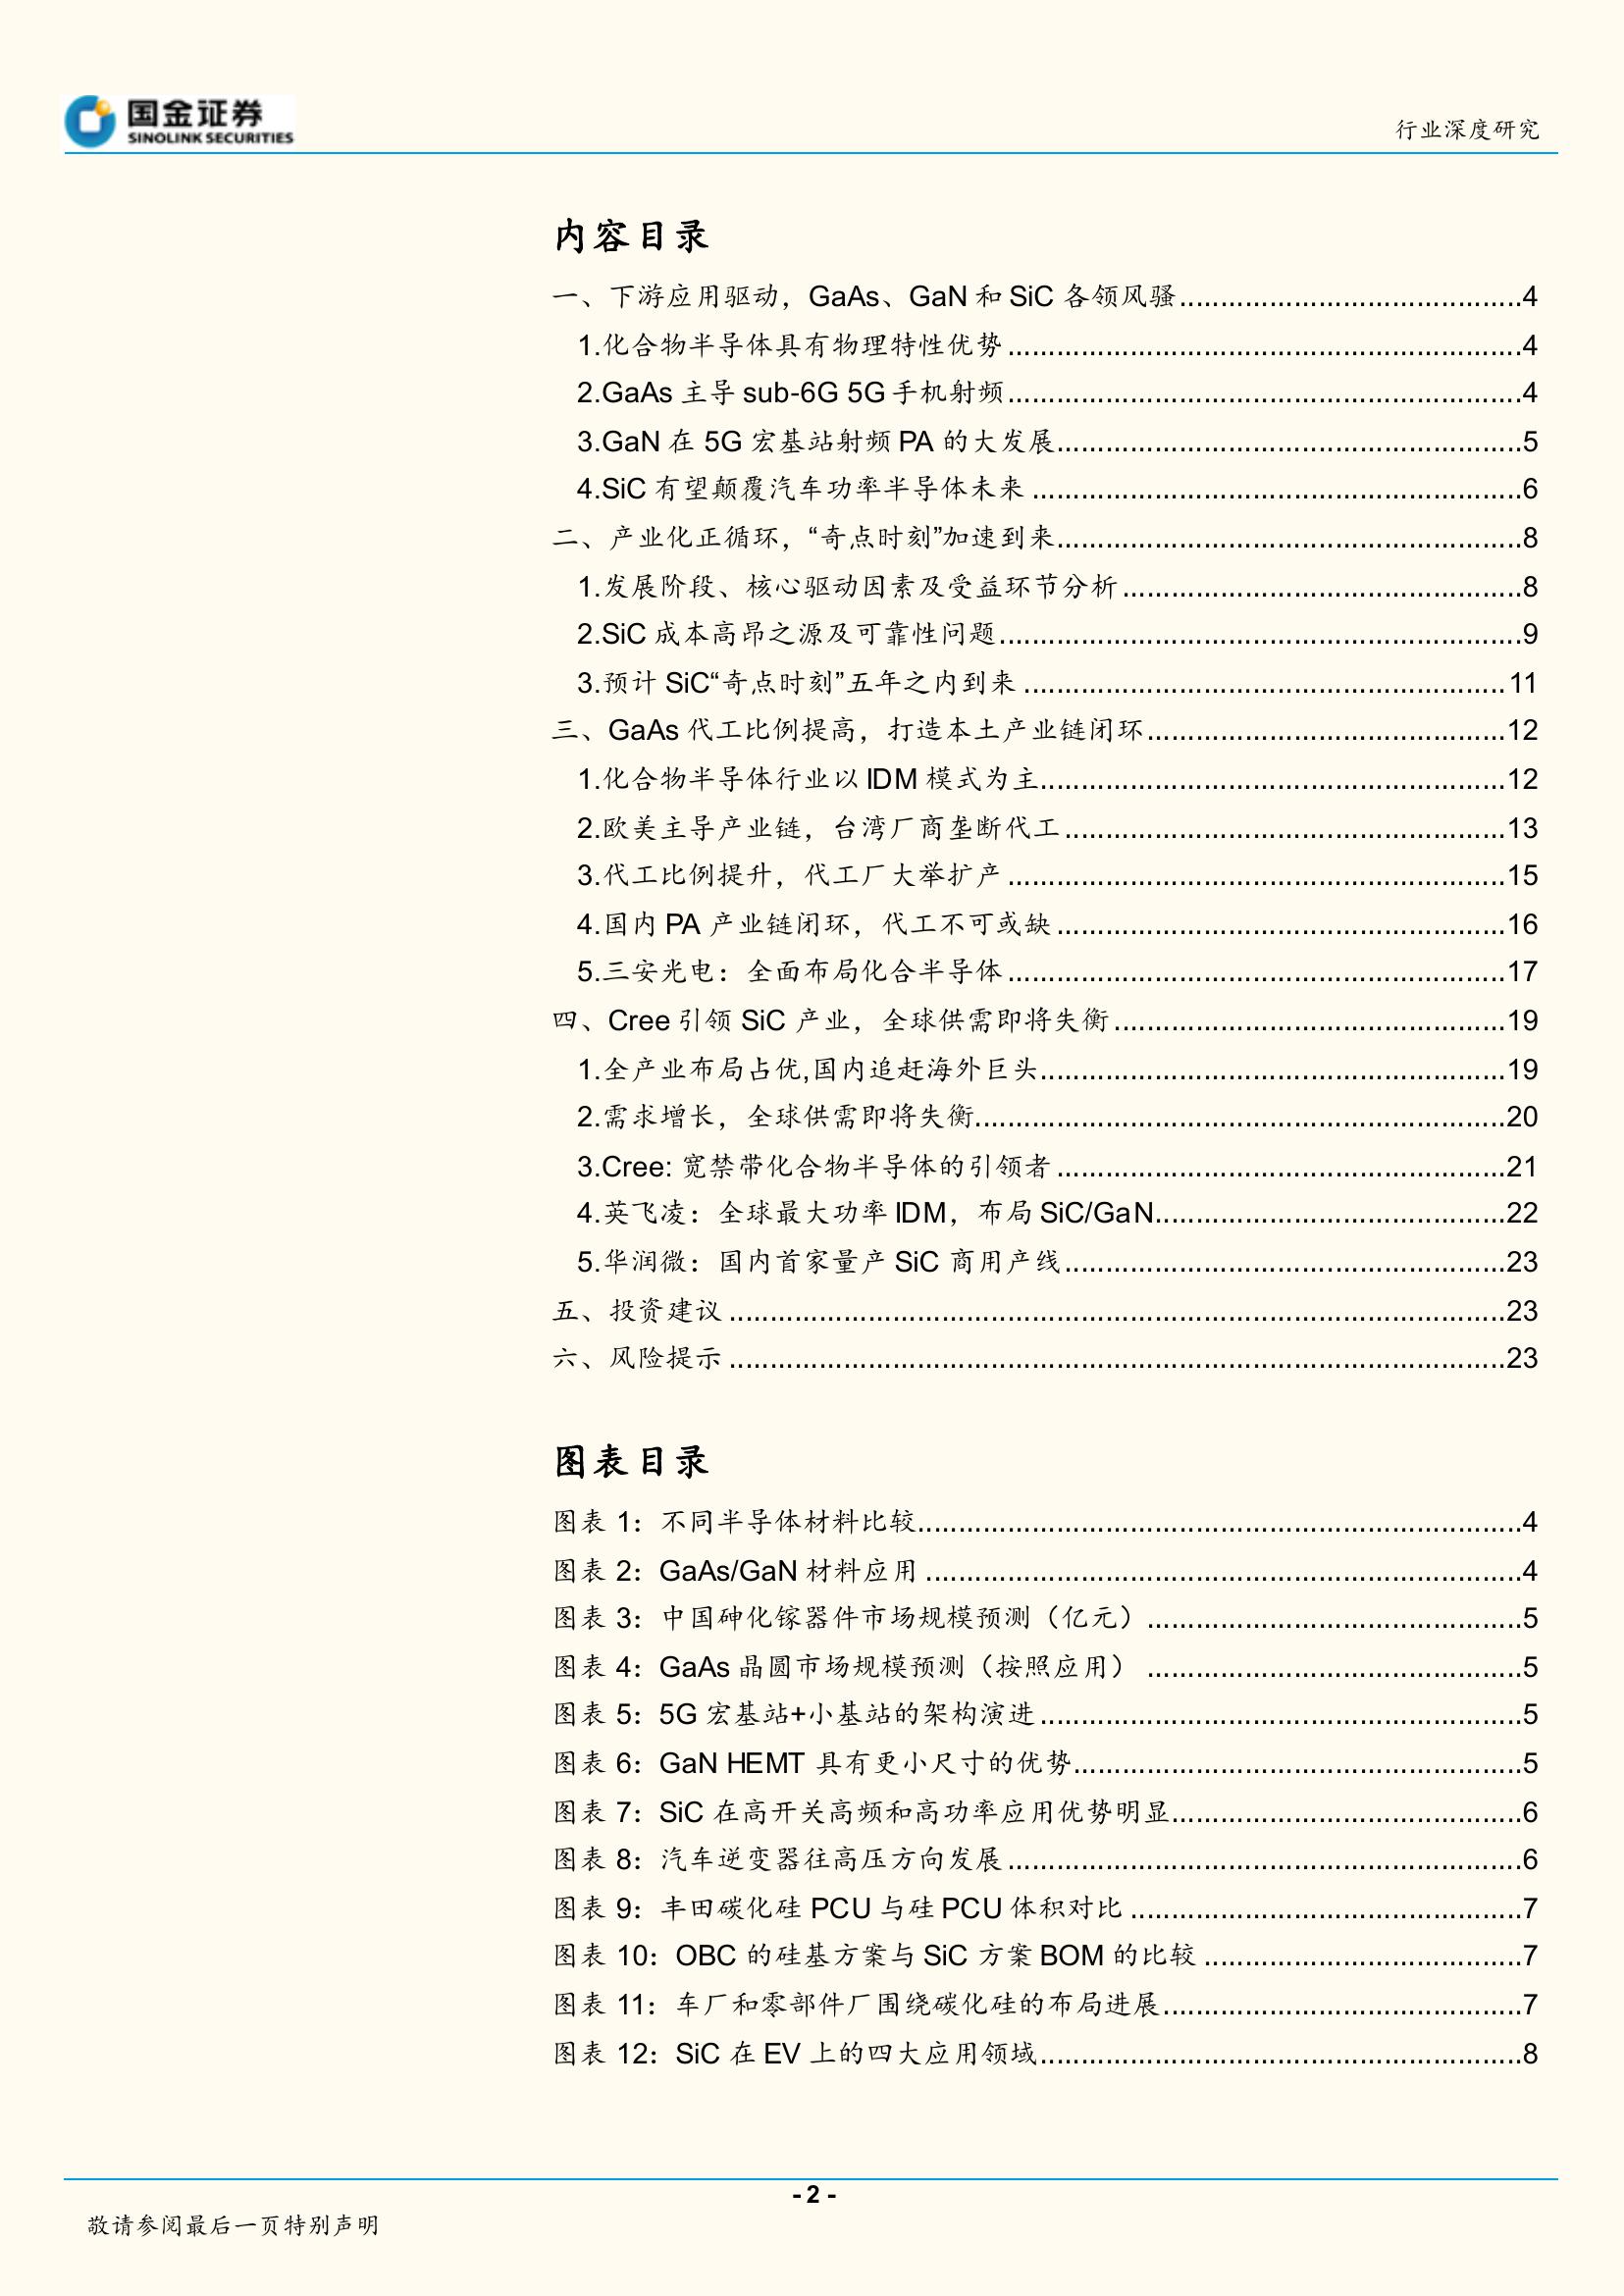 国金证券
SINOLINK SECURITIES
行业深度研究
内容目录
一、下游应用驱动，GaAs、GaN 和 SiC 各领风骚..........................................4
1.化合物半导体具有物理特性优势...............................................................4
2.GaAs 主导 sub-6G 5G 手机射频...............................................................4
3.GaN 在 5G 宏基站射频 PA 的大发展.........................................................5
4.SiC 有望颠覆汽车功率半导体未来............................................................6
二、产业化正循环，“奇点时刻”加速到来.........................................................8
1.发展阶段、核心驱动因素及受益环节分析.................................................8
2.SiC 成本高昂之源及可靠性问题................................................................9
3.预计 SiC“奇点时刻”五年之内到来...........................................................11
三、GaAs 代工比例提高，打造本土产业链闭环............................................12
1.化合物半导体行业以 IDM 模式为主.........................................................12
2.欧美主导产业链，台湾厂商垄断代工......................................................13
3.代工比例提升，代工厂大举扩产.............................................................15
4.国内 PA 产业链闭环，代工不可或缺.......................................................16
5.三安光电：全面布局化合半导体.............................................................17
四、Cree 引领 SiC 产业，全球供需即将失衡................................................19
1.全产业布局占优,国内追赶海外巨头.........................................................19
2.需求增长，全球供需即将失衡.................................................................20
3.Cree: 宽禁带化合物半导体的引领者.......................................................21
4.英飞凌：全球最大功率 IDM，布局 SiC/GaN...........................................22
5.华润微：国内首家量产 SiC 商用产线......................................................23
五、投资建议...............................................................................................23
六、风险提示...............................................................................................23
图表目录
图表 1：不同半导体材料比较..........................................................................4
图表 2：GaAs/GaN 材料应用.........................................................................4
图表 3：中国砷化镓器件市场规模预测（亿元）..............................................5
图表 4：GaAs 晶圆市场规模预测（按照应用）..............................................5
图表 5：5G 宏基站+小基站的架构演进...........................................................5
图表 6：GaN HEMT 具有更小尺寸的优势.......................................................5
图表 7：SiC 在高开关高频和高功率应用优势明显...........................................6
图表 8：汽车逆变器往高压方向发展...............................................................6
图表 9：丰田碳化硅 PCU 与硅 PCU 体积对比................................................7
图表 10：OBC 的硅基方案与 SiC 方案 BOM 的比较.......................................7
图表 11：车厂和零部件厂围绕碳化硅的布局进展............................................7
图表 12：SiC 在 EV 上的四大应用领域...........................................................8
- 2 -
敬请参阅最后一页特别声明